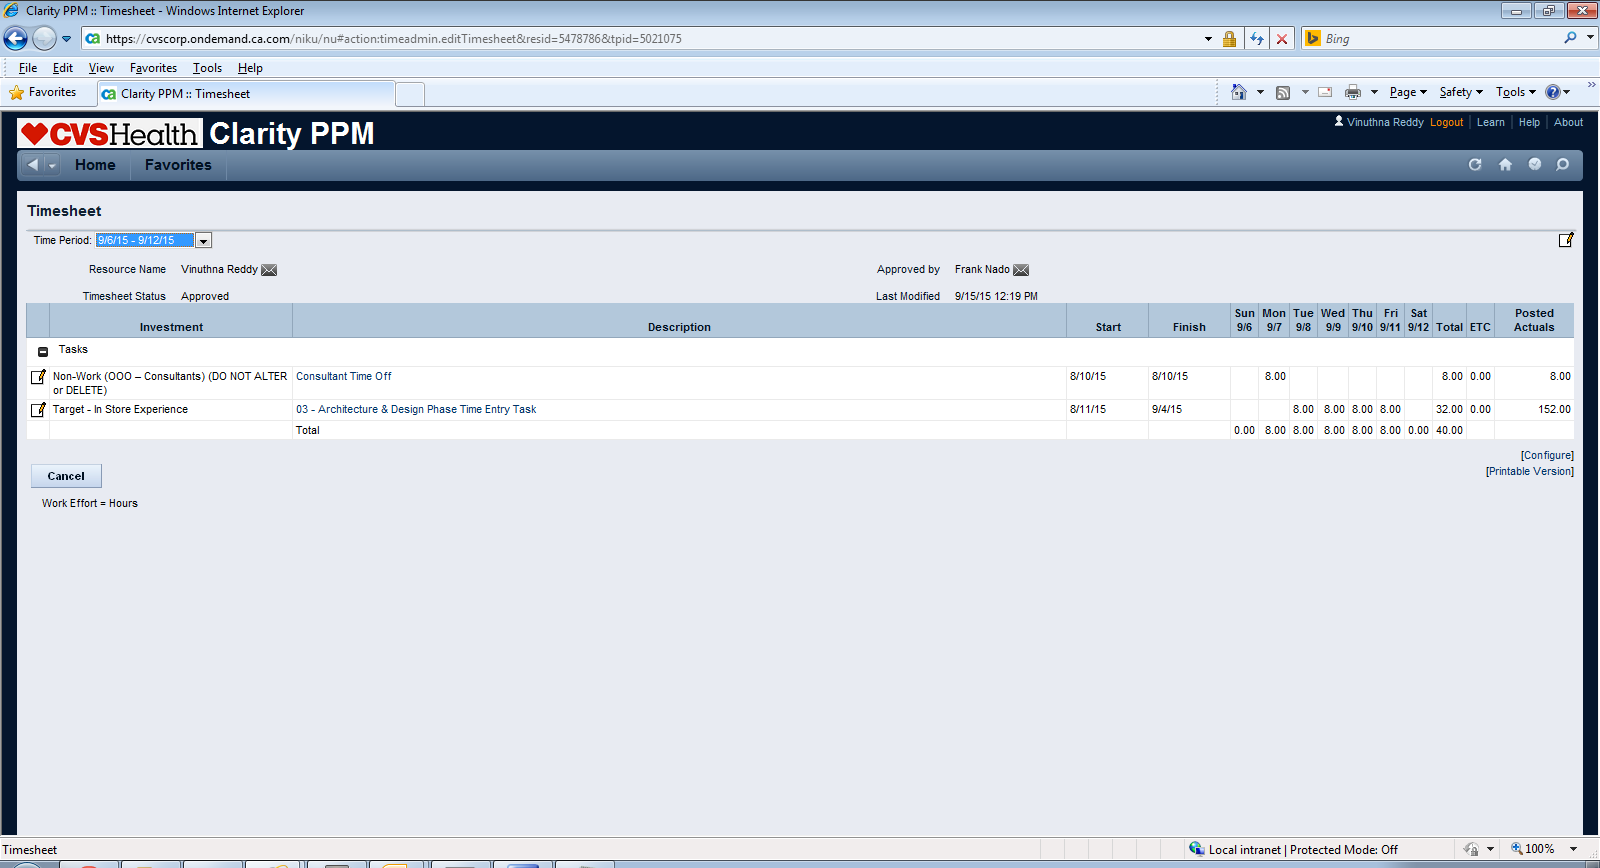 Clarity PPM :: Timesheet - Windows Internet Explorer
https://cvscorp.ondemand.ca.com/niku/nu#action:timeadmin.editTimesheet&resid=5478786&tpid=5021075
Bing
File Edit View Favorites Tools Help
Favorites
Clarity PPM :: Timesheet
Page Safety Tools
CVSHealth Clarity PPM
Vinuthna Reddy Logout Learn Help About
Home Favorites
Timesheet
Time Period: 9/6/15 - 9/12/15
Resource Name Vinuthna Reddy Approved by Frank Nado
Timesheet Status Approved Last Modified 9/15/15 12:19 PM
Sun Mon Tue Wed Thu Fri Sat Posted
Investment Description Start Finish 9/6 9/7 9/8 9/9 9/10 9/11 9/12 Total ETC Actuals
Tasks
Non-Work (OOO – Consultants) (DO NOT ALTER Consultant Time Off 8/10/15 8/10/15 8.00 8.00 0.00 8.00
or DELETE)
Target - In Store Experience 03 - Architecture & Design Phase Time Entry Task 8/11/15 9/4/15 8.00 8.00 8.00 8.00 32.00 0.00 152.00
Total 0.00 8.00 8.00 8.00 8.00 8.00 0.00 40.00
[Configure]
[Printable Version]
Cancel
Work Effort = Hours
Timesheet Local intranet | Protected Mode: Off 100%